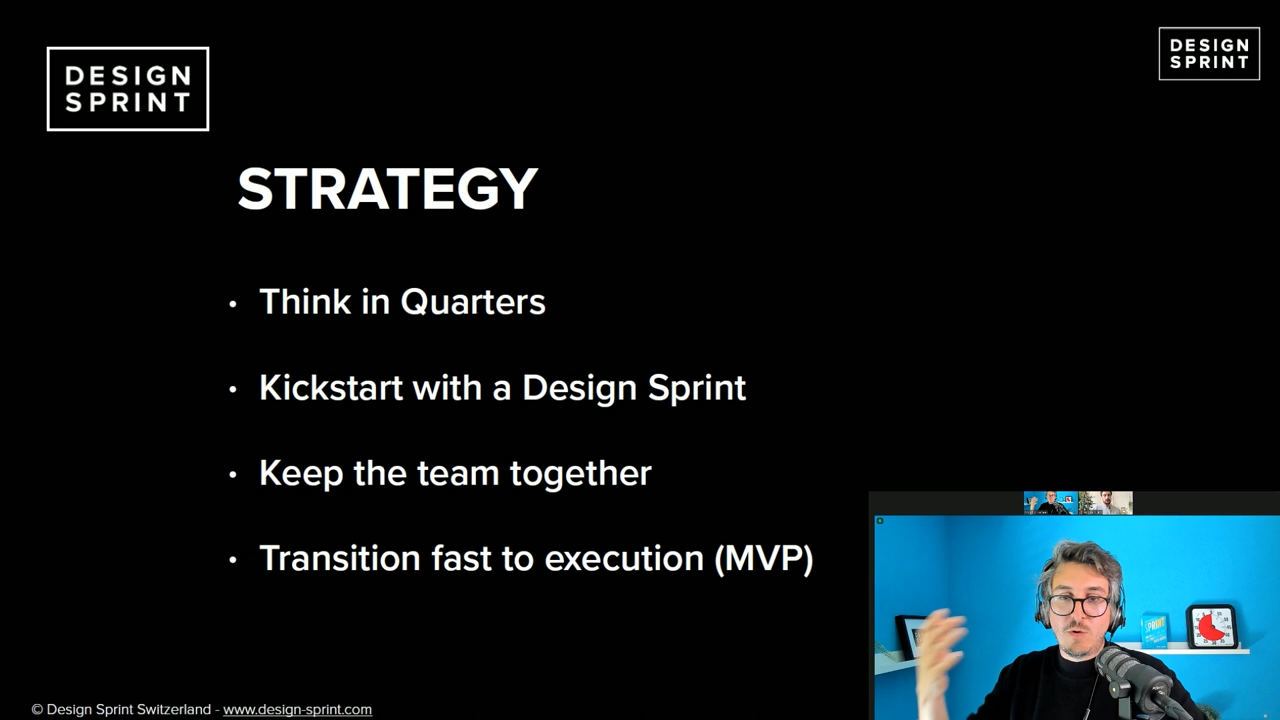 DESIGN
SPRINT
DESIGN
SPRINT
STRATEGY
• Think in Quarters
• Kickstart with a Design Sprint
• Keep the team together
• Transition fast to execution (MVP)
SPRINT
© Design Sprint Switzerland - www.design-sprint.com